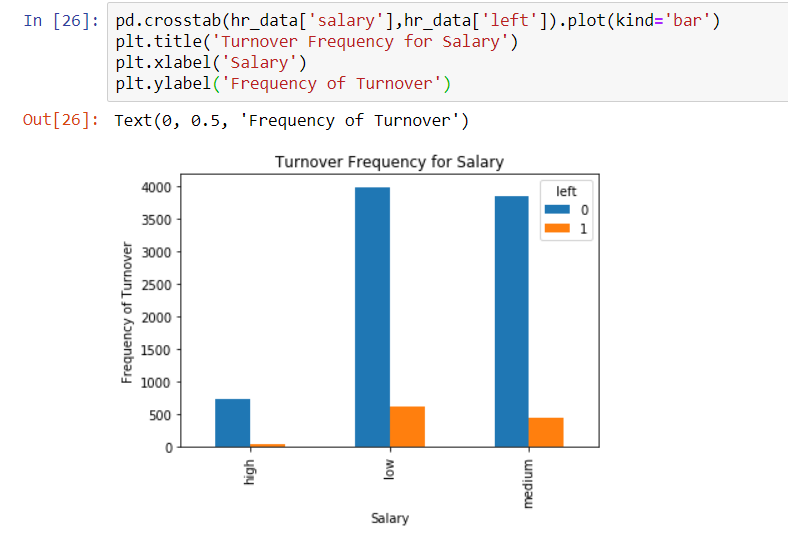 In [26]: pd.crosstab(hr_data['salary'],hr_data['left']).plot(kind='bar')
plt.title('Turnover Frequency for Salary')
plt.xlabel('Salary')
plt.ylabel('Frequency of Turnover')
Out[26]: Text(0, 0.5, 'Frequency of Turnover')
Turnover Frequency for Salary
left
0
1
4000
3500
3000
2500
2000
1500
1000
500
0
Frequency of Turnover
high
low
medium
Salary